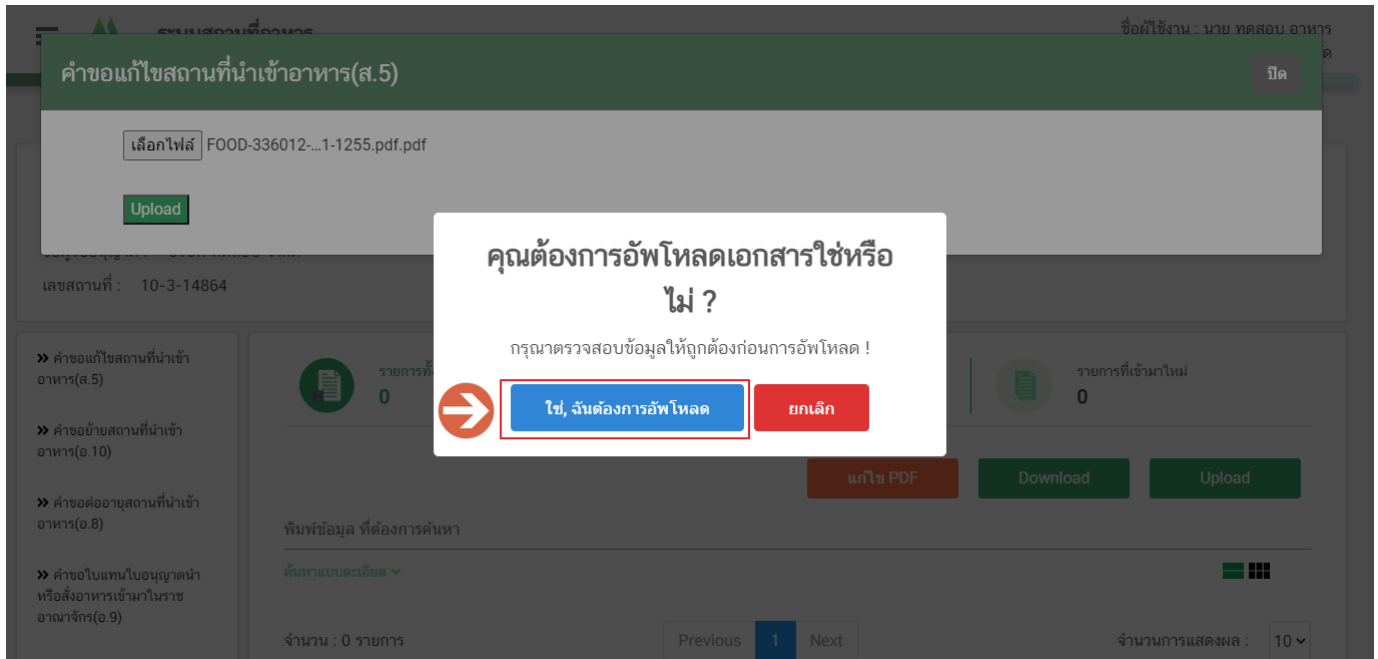 ระบบสถานที่อาหาร
ชื่อผู้ใช้งาน : นาย ทดสอบ อาหาร
คำขอแก้ไขสถานที่นำเข้าอาหาร(ส.5)
ปิด
เลือกไฟล์ FOOD-336012-...1-1255.pdf.pdf
Upload
คุณต้องการอัพโหลดเอกสารใช่หรือ
ไม่ ?
กรุณาตรวจสอบข้อมูลให้ถูกต้องก่อนการอัพโหลด !
ใช่, ฉันต้องการอัพโหลด
ยกเลิก
เลขสถานที่ : 10-3-14864
» คำขอแก้ไขสถานที่นำเข้า
อาหาร(ส.5)
» คำขอย้ายสถานที่นำเข้า
อาหาร(อ.10)
» คำขอต่ออายุสถานที่นำเข้า
อาหาร(อ.8)
» คำขอใบแทนใบอนุญาตนำ
หรือสั่งอาหารเข้ามาในราช
อาณาจักร(อ.9)
0
รายการที่เข้ามาใหม่
0
แก้ไข PDF
Download
Upload
พิมพ์ข้อมูล ที่ต้องการค้นหา
ค้นหาแบบละเอียด
จำนวน : 0 รายการ
Previous 1 Next
จำนวนการแสดงผล : 10